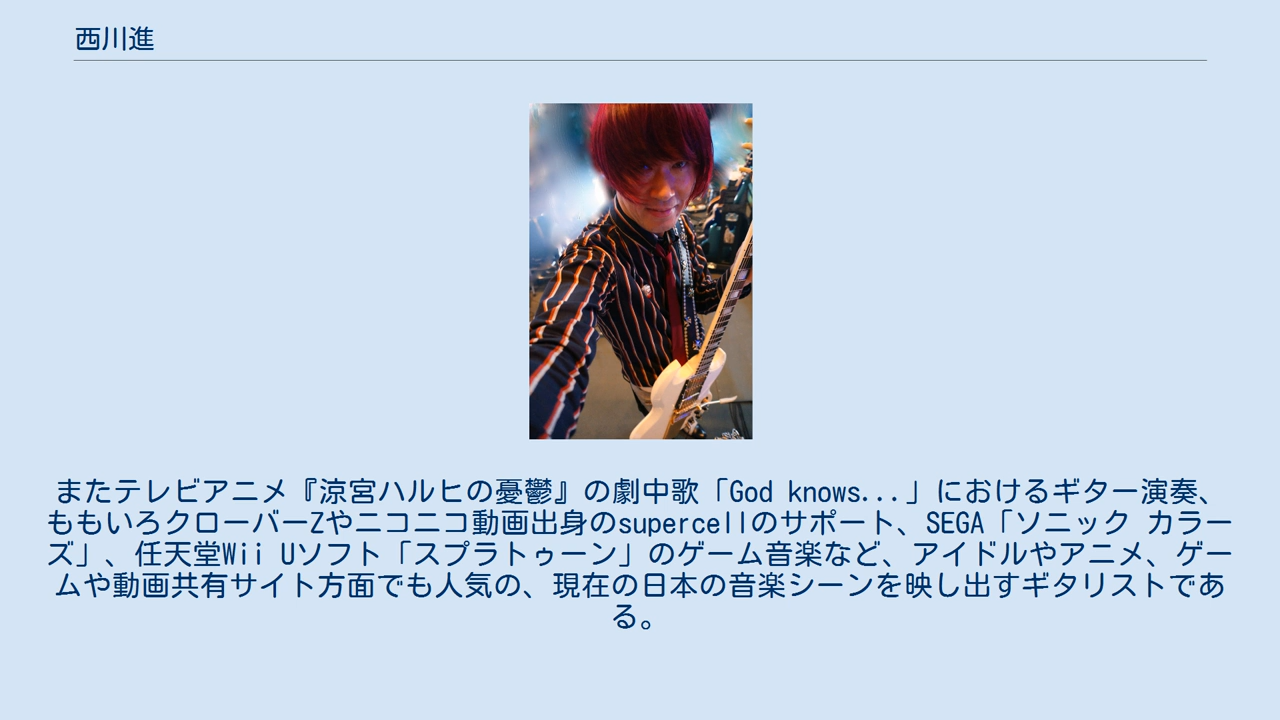 西川進
またテレビアニメ『涼宮ハルヒの憂鬱』の劇中歌「God knows...」におけるギター演奏、
ももいろクローバーZやニコニコ動画出身のsupercellのサポート、SEGA「ソニック カラー
ズ」、任天堂Wii Uソフト「スプラトゥーン」のゲーム音楽など、アイドルやアニメ、ゲー
ムや動画共有サイト方面でも人気の、現在の日本の音楽シーンを映し出すギタリストであ
る。